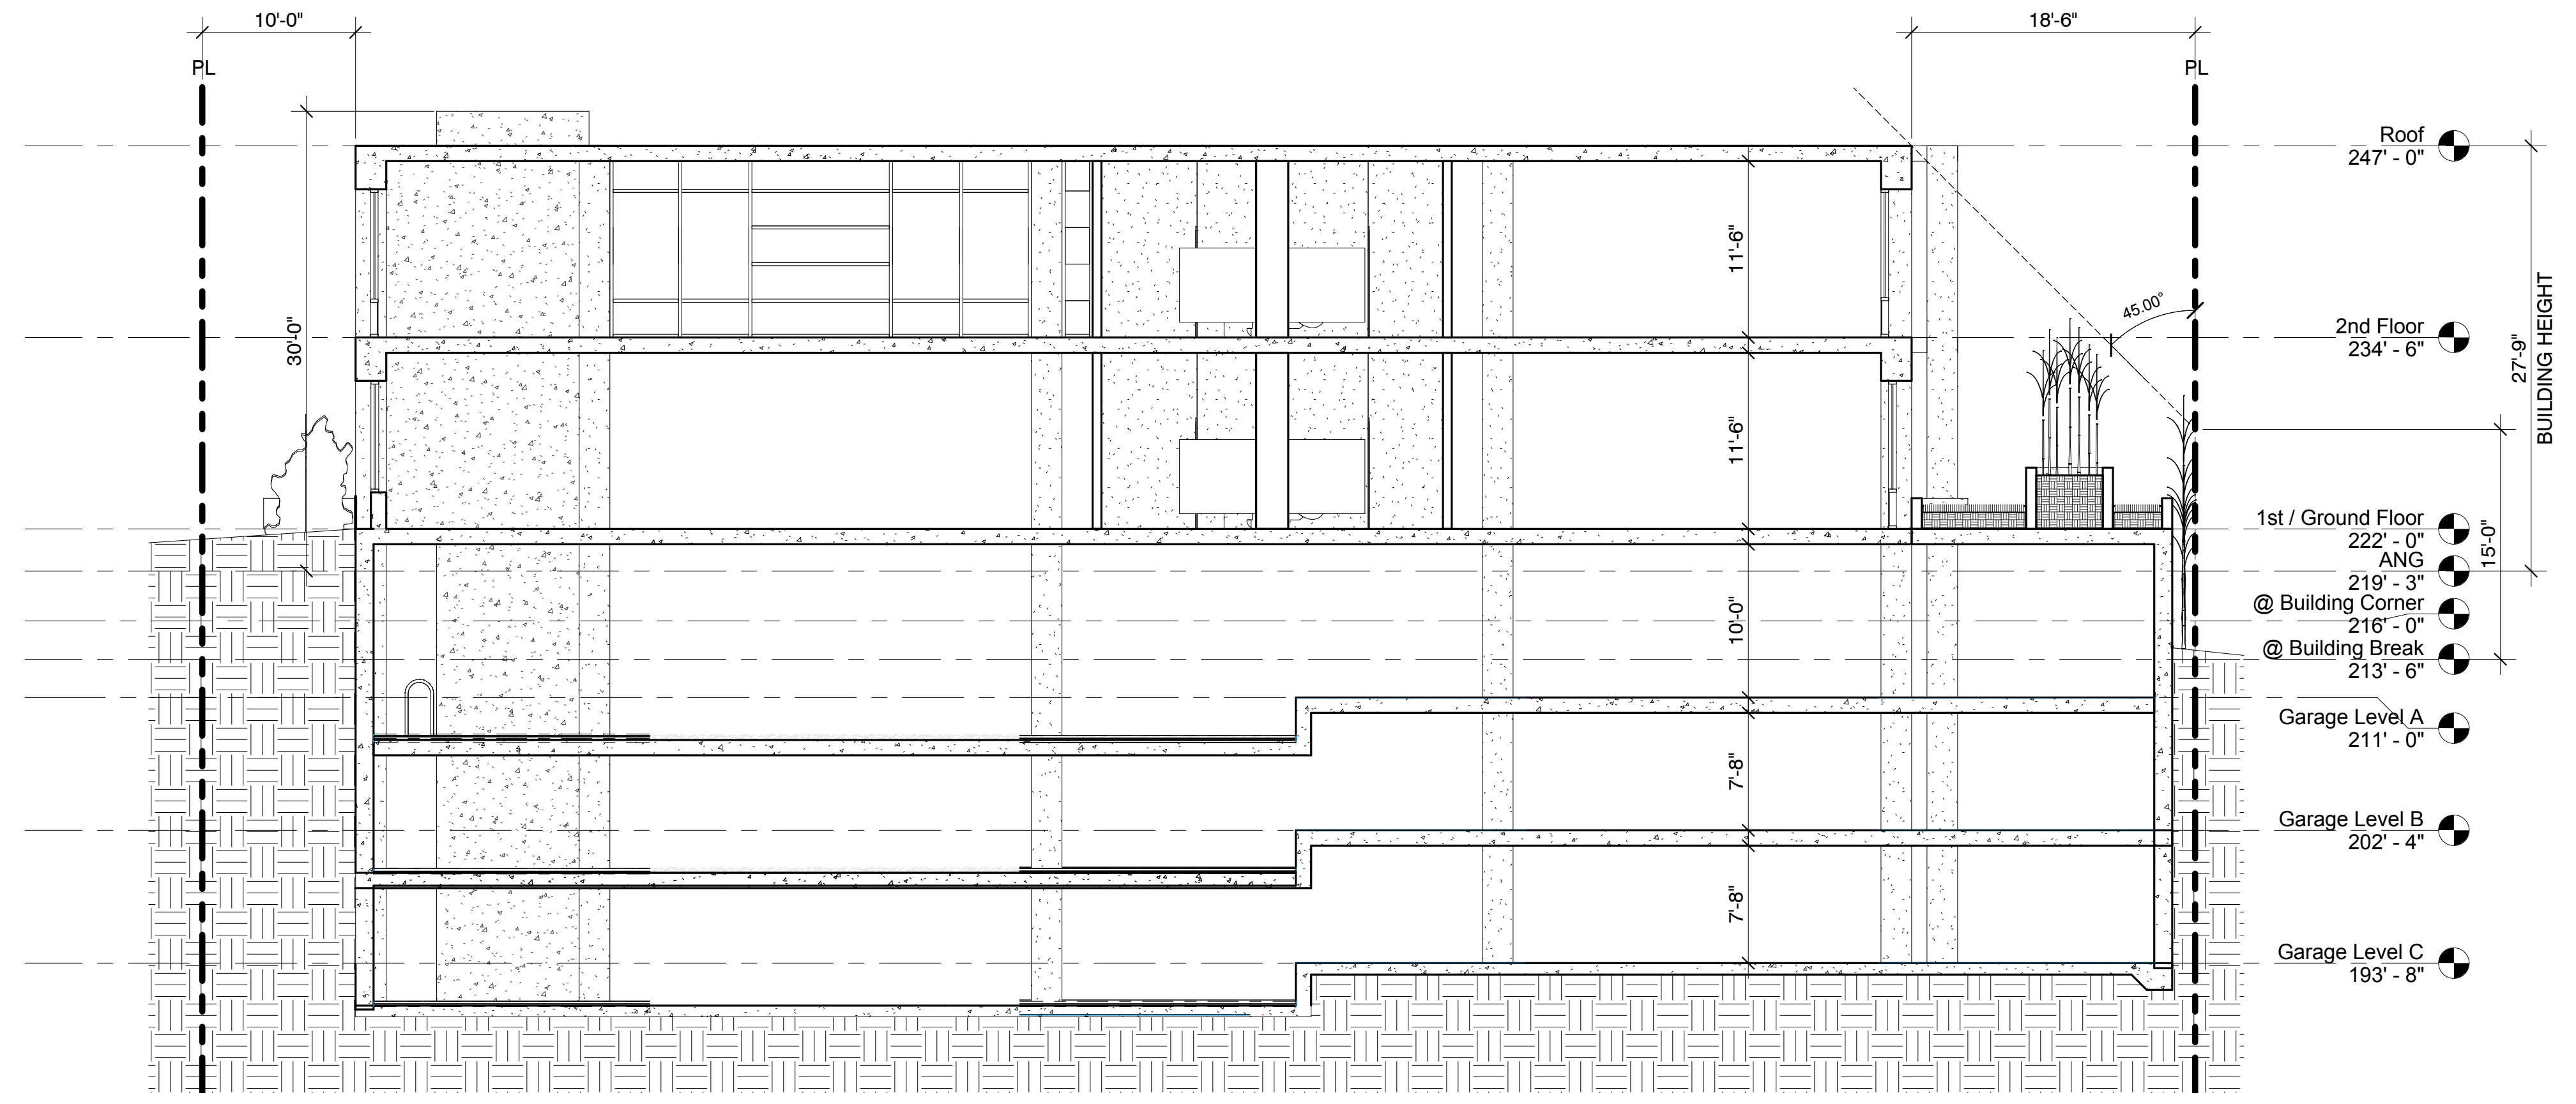 10'-0"
18'-6"
PL
PL
Roof
247' - 0"
11'-6"
30'-0"
45.00°
2nd Floor
234' - 6"
27'-9"
BUILDING HEIGHT
11'-6"
1st / Ground Floor
222' - 0"
15'-0"
ANG
219' - 3"
10'-0"
@ Building Corner
216' - 0"
@ Building Break
213' - 6"
Garage Level A
211' - 0"
7'-8"
Garage Level B
202' - 4"
7'-8"
Garage Level C
193' - 8"